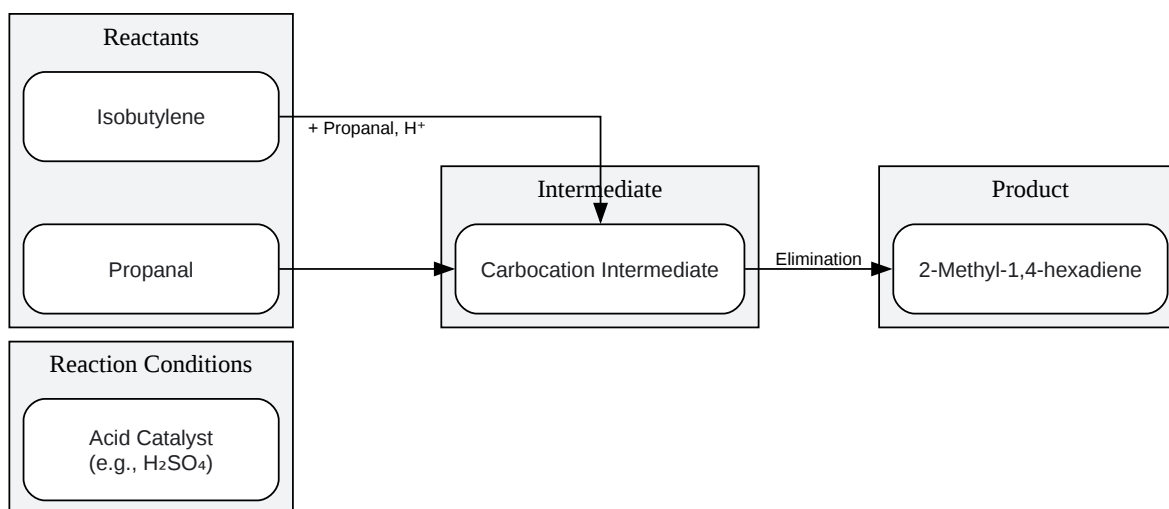 Reactants
Isobutylene
+ Propanal, H⁺
Intermediate
Product
Propanal
Carbocation Intermediate
Elimination
2-Methyl-1,4-hexadiene
Reaction Conditions
Acid Catalyst
(e.g., H₂SO₄)